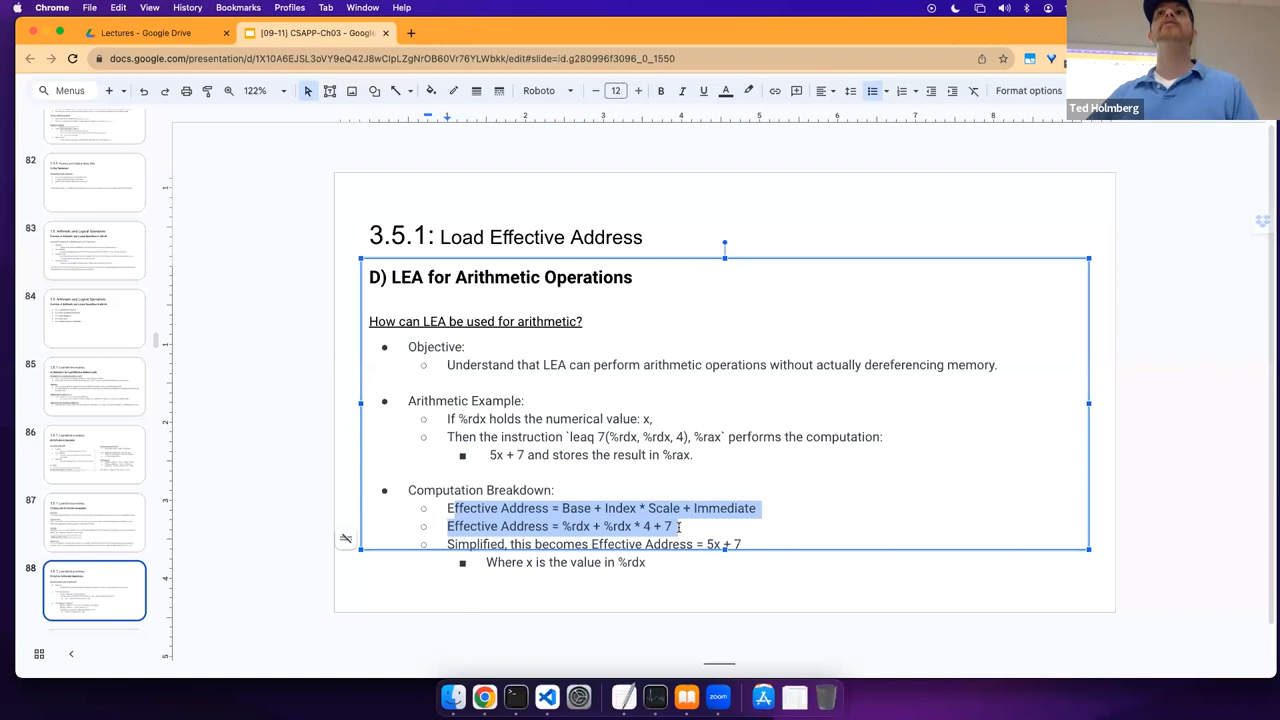 Chrome File Edit View History Bookmarks Profiles Tab Window Help
Lectures - Google Drive
[09-11] CSAPP-Ch03 - Google
docs.google.com/presentation/d/1X10A6EJSL3oVY9eQ42J8wCIpLZgNrOBDiVr76YLWbkk/edit#slide=id.g280996f309c_0_1550
Menus
122%
Roboto
12
Format options
Ted Holmberg
82
83
84
85
86
87
88
3.5.1: Load Effective Address
D) LEA for Arithmetic Operations
How can LEA be used for arithmetic?
● Objective:
○ Understand that LEA can perform arithmetic operations without actually dereferencing memory.
● Arithmetic Example:
○ If %rdx holds the numerical value: x,
○ Then the instruction `leaq 7(%rdx, %rdx, 4), %rax` performs the computation:
■ 5x + 7 and stores the result in %rax.
● Computation Breakdown:
○ Effective Address = Base + Index * Scale + Immediate
○ Effective Address = %rdx + %rdx * 4 + 7
○ Simplified, this becomes Effective Address = 5x + 7
■ Where x is the value in %rdx
zoom